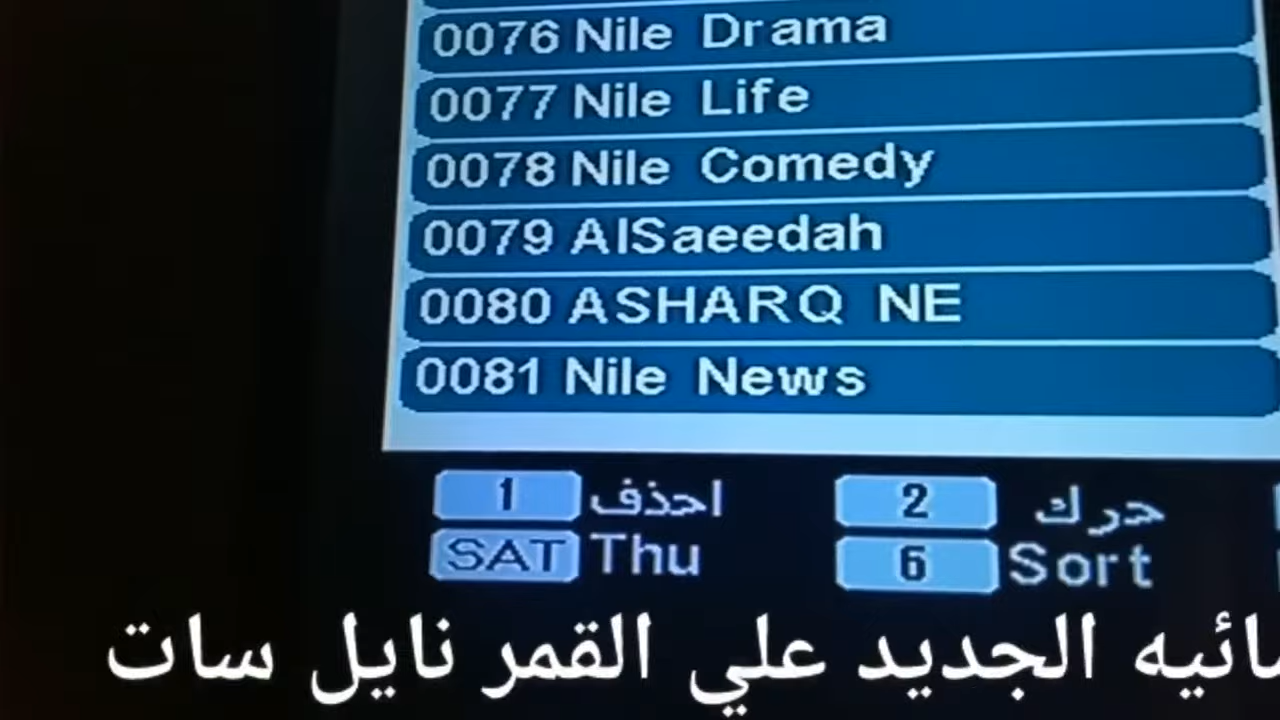 0076 Nile Drama
0077 Nile Life
0078 Nile Comedy
0079 AlSaeedah
0080 ASHARQ NE
0081 Nile News
1 احذف 2 حرك
SAT Thu 6 Sort
الجديد علي القمر نايل سات